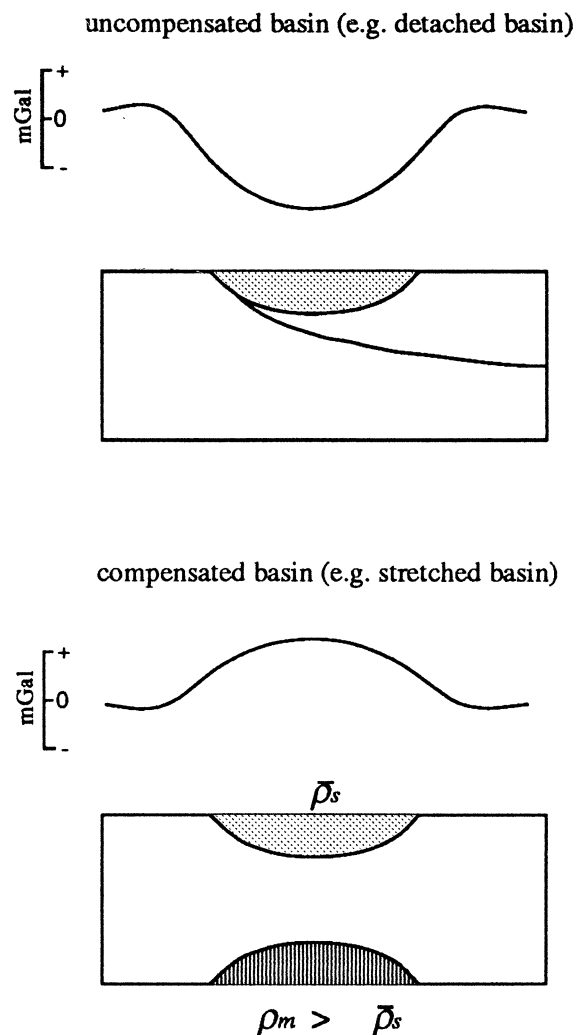 uncompensated basin (e.g. detached basin)
mGal
+
0
-
compensated basin (e.g. stretched basin)
mGal
+
0
-
ρ̄s
ρm > ρ̄s